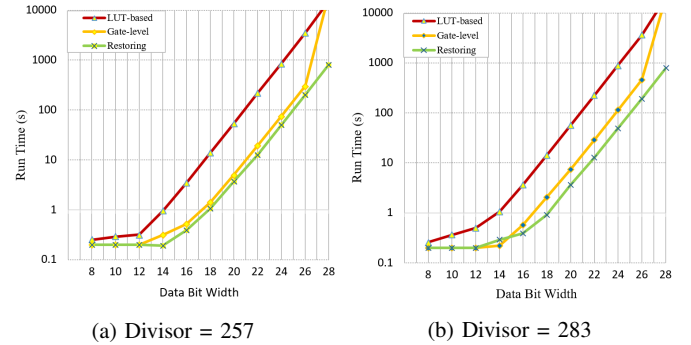 10000
1000
100
10
1
0.1
Run Time (s)
LUT-based
Gate-level
Restoring
8 10 12 14 16 18 20 22 24 26 28
Data Bit Width
(a) Divisor = 257
10000
1000
100
10
1
0.1
Run Time (s)
LUT-based
Gate-level
Restoring
8 10 12 14 16 18 20 22 24 26 28
Data Bit Width
(b) Divisor = 283